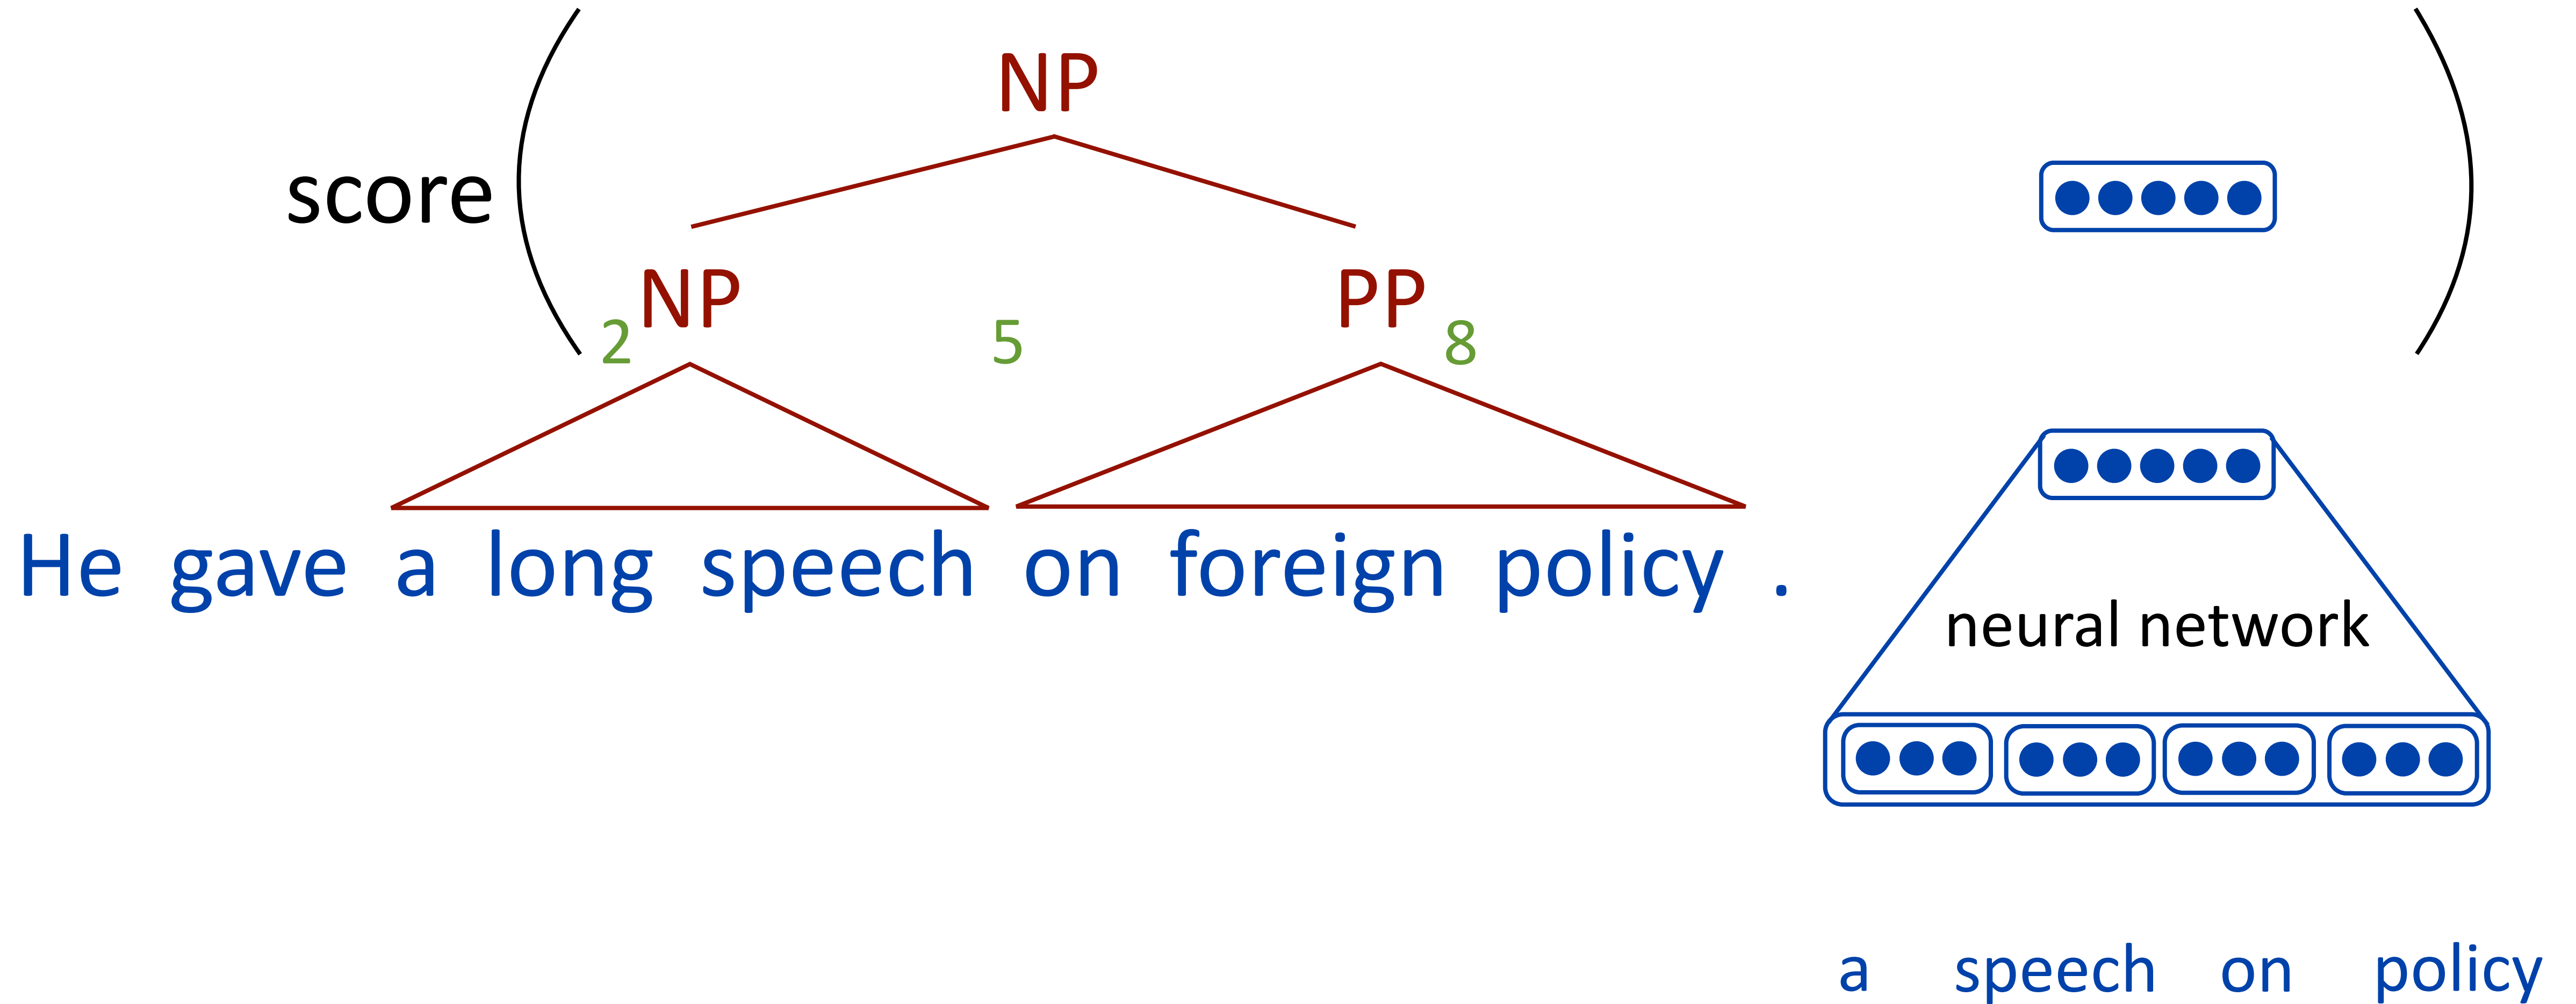 NP
score
NP PP
2 5 8
He gave a long speech on foreign policy .
neural network
a speech on policy